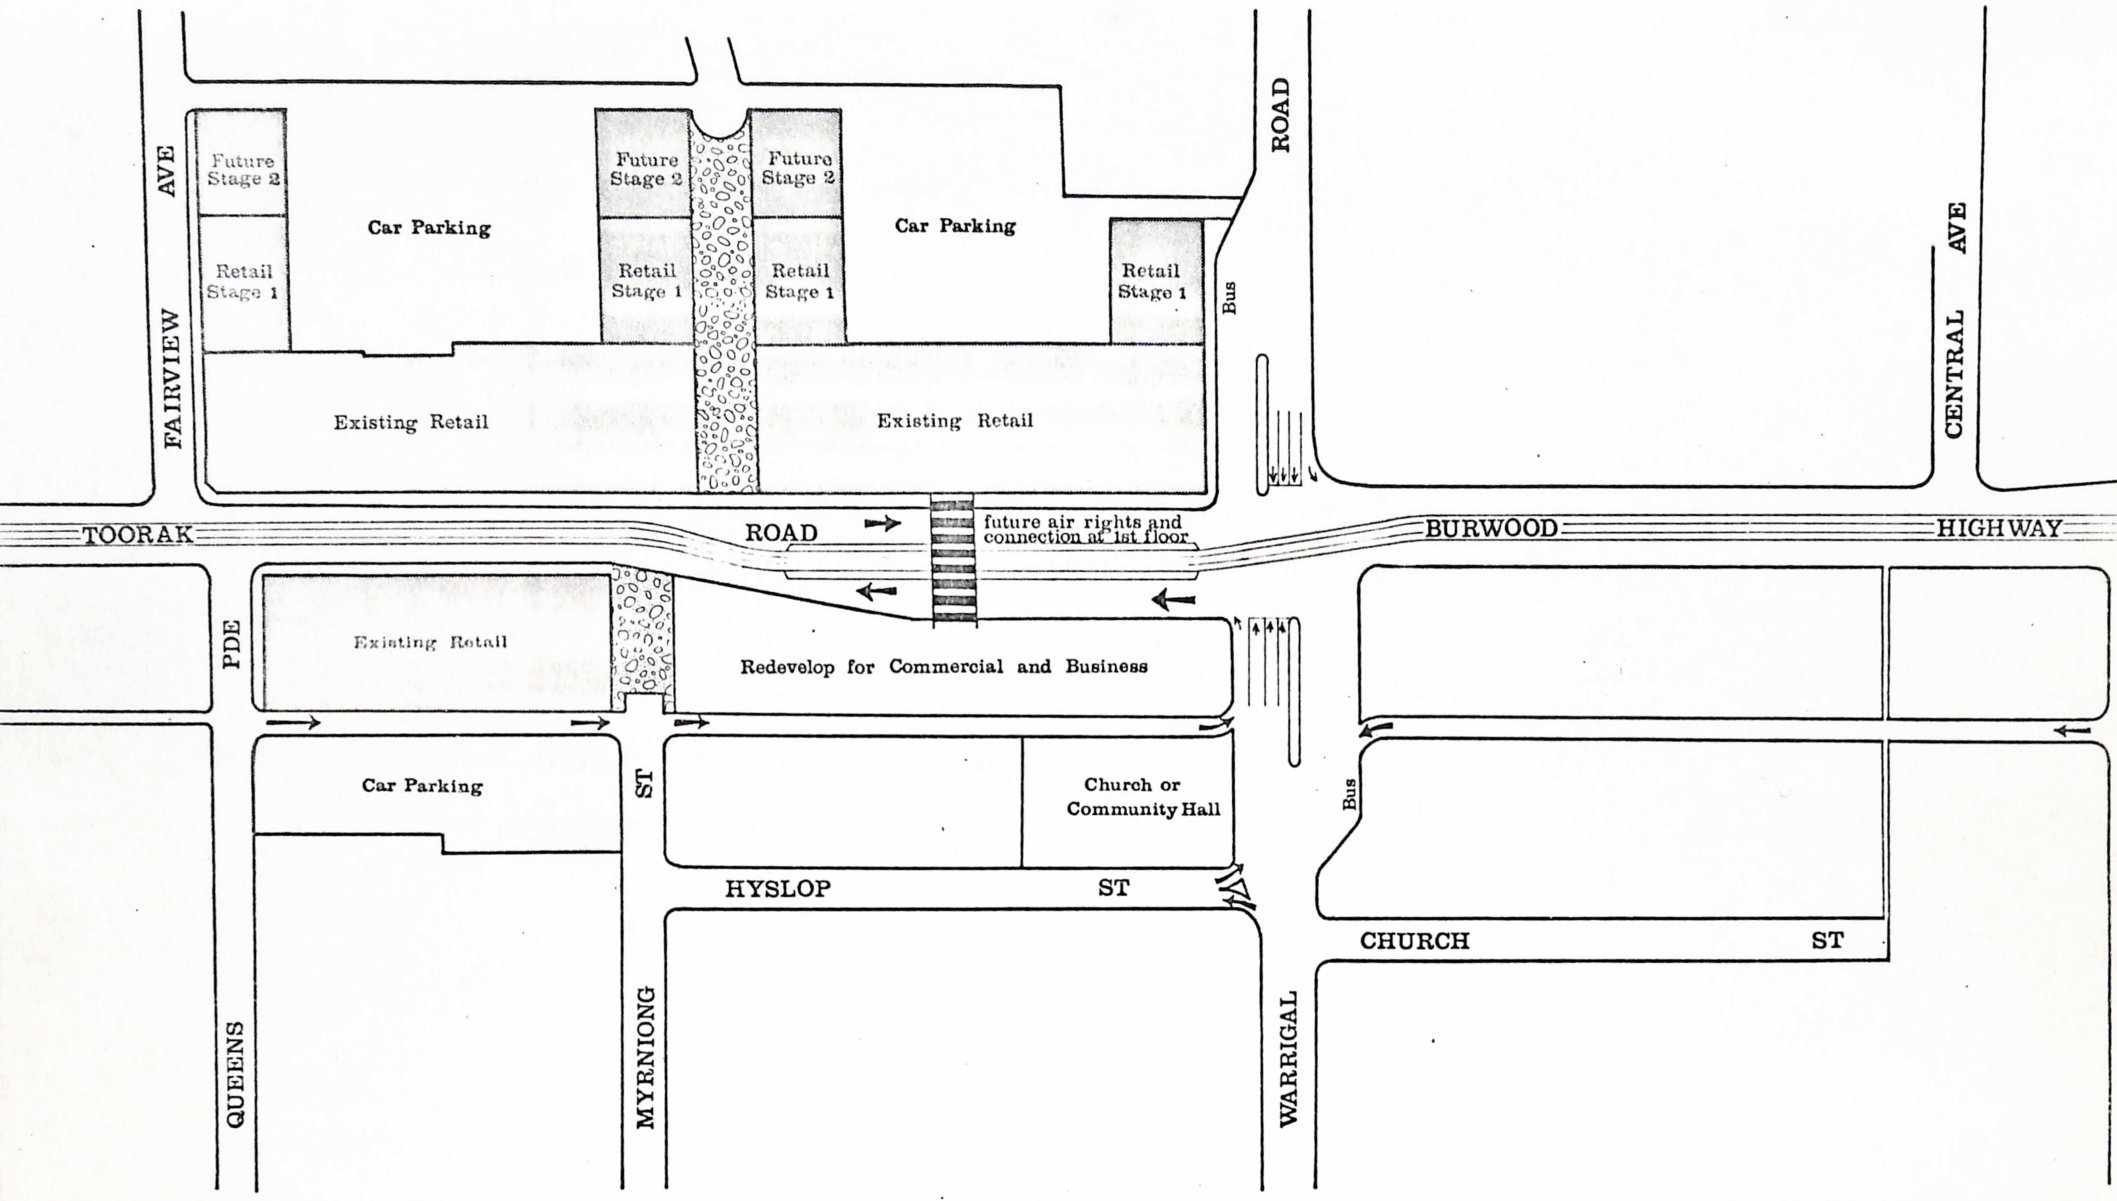 ROAD
AVE
Future
Stage 2
Future
Stage 2
Future
Stage 2
Car Parking
Car Parking
AVE
Retail
Stage 1
Retail
Stage 1
Retail
Stage 1
Retail
Stage 1
Bus
FAIRVIEW
CENTRAL
Existing Retail
Existing Retail
TOORAK
ROAD
future air rights and
connection at 1st floor
BURWOOD
HIGHWAY
PDE
Existing Retail
Redevelop for Commercial and Business
Car Parking
ST
Church or
Community Hall
Bus
HYSLOP
ST
CHURCH
ST
QUEENS
MYRNIONG
WARRIGAL